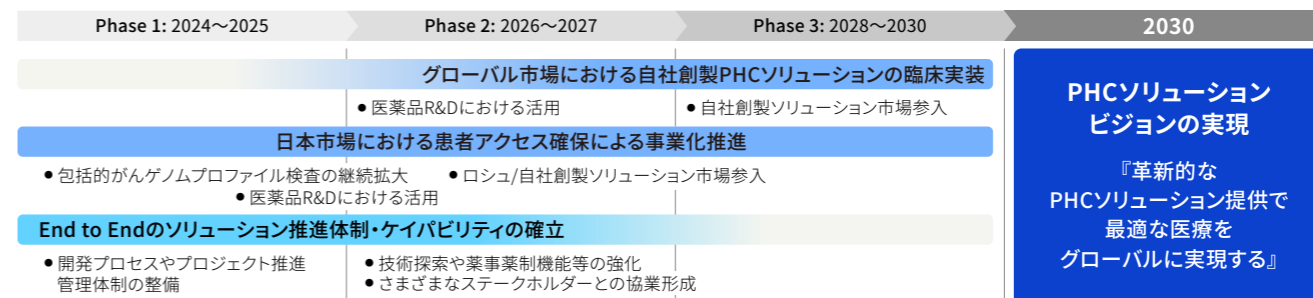 Phase 1: 2024〜2025
Phase 2: 2026〜2027
Phase 3: 2028〜2030
2030
グローバル市場における自社創製PHCソリューションの臨床実装
●医薬品R&Dにおける活用
●自社創製ソリューション市場参入
日本市場における患者アクセス確保による事業化推進
●包括的がんゲノムプロファイル検査の継続拡大
●ロシュ/自社創製ソリューション市場参入
●医薬品R&Dにおける活用
End to Endのソリューション推進体制・ケイパビリティの確立
●開発プロセスやプロジェクト推進
管理体制の整備
●技術探索や薬事薬制機能等の強化
●さまざまなステークホルダーとの協業形成
PHCソリューション
ビジョンの実現
『革新的な
PHCソリューション提供で
最適な医療を
グローバルに実現する』